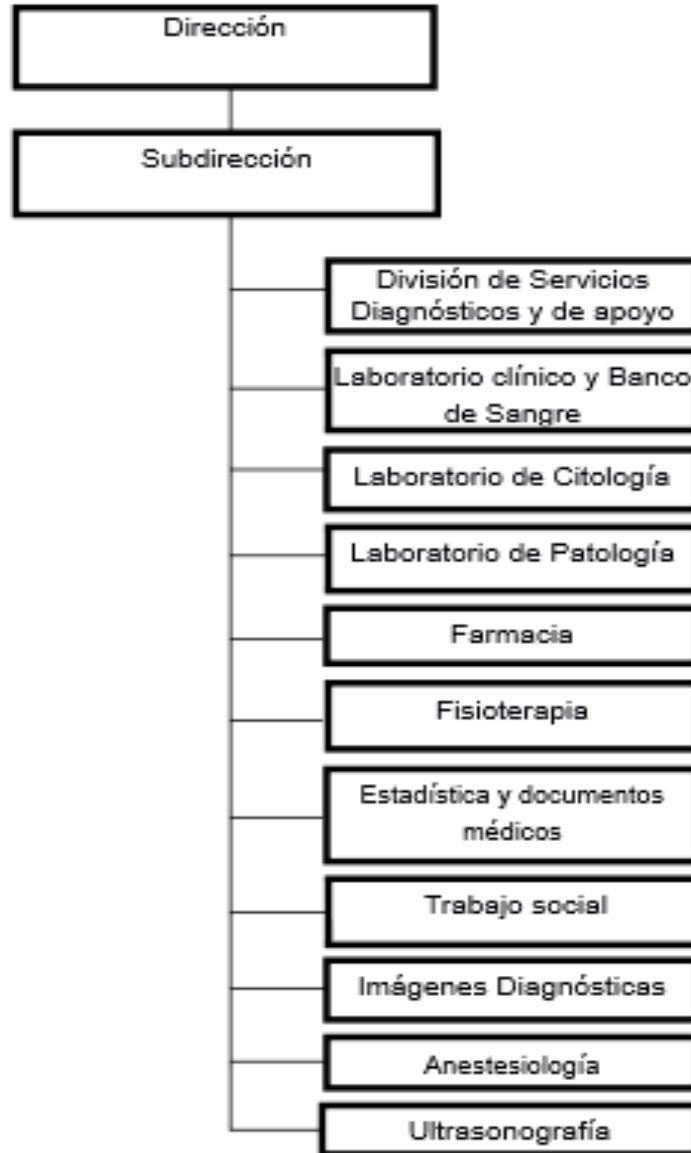 Dirección
Subdirección
División de Servicios
Diagnósticos y de apoyo
Laboratorio clínico y Banco
de Sangre
Laboratorio de Citología
Laboratorio de Patología
Farmacia
Fisioterapia
Estadística y documentos
médicos
Trabajo social
Imágenes Diagnósticas
Anestesiología
Ultrasonografía